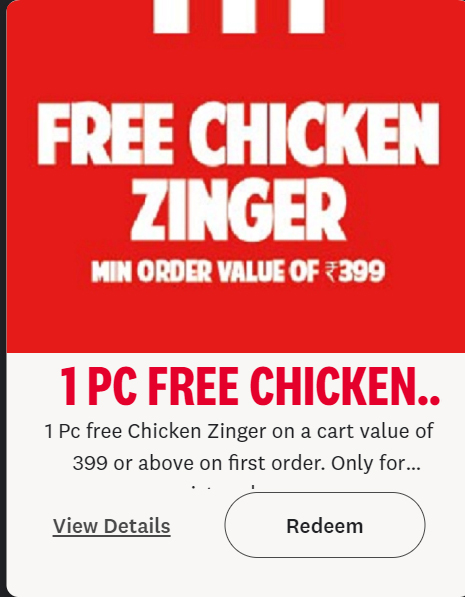 FREE CHICKEN
ZINGER
MIN ORDER VALUE OF ₹399
1 PC FREE CHICKEN..
1 Pc free Chicken Zinger on a cart value of
399 or above on first order. Only for...
View Details
Redeem